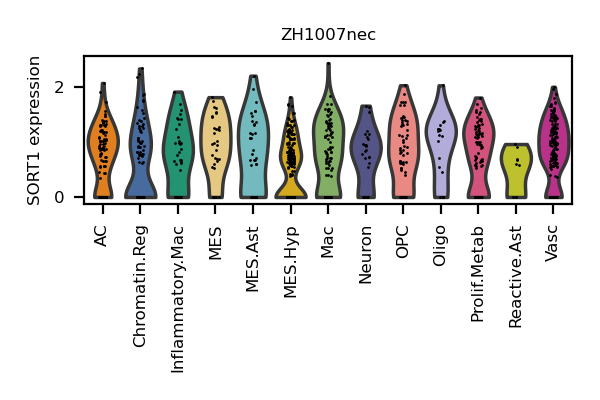 ZH1007nec
SORT1 expression
2
0
AC
Chromatin.Reg
Inflammatory.Mac
MES
MES.Ast
MES.Hyp
Mac
Neuron
OPC
Oligo
Prolif.Metab
Reactive.Ast
Vasc